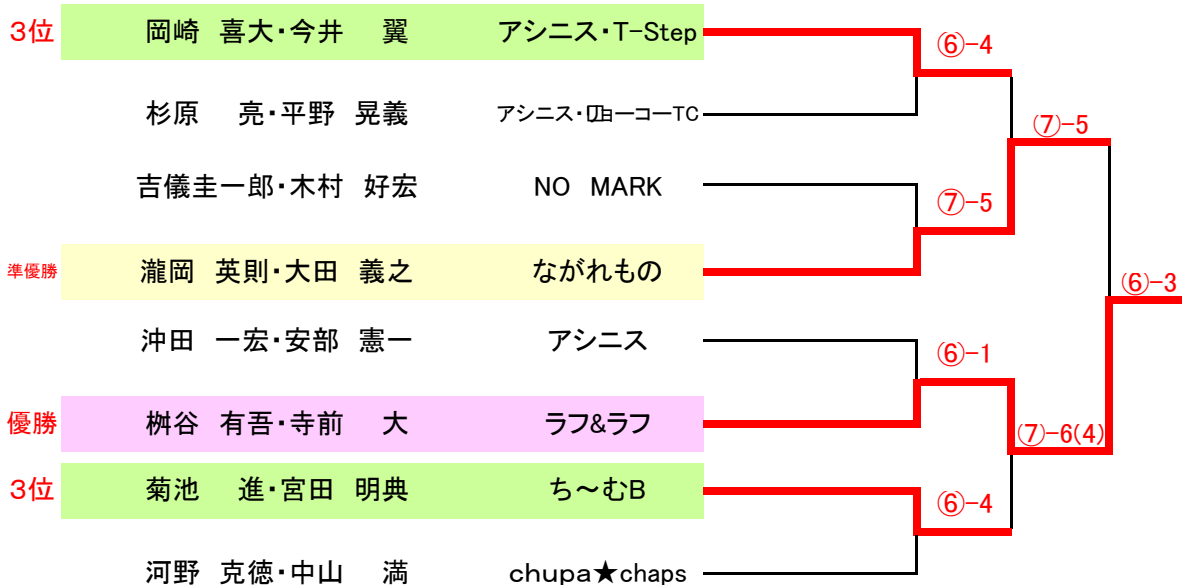 3位 岡崎 喜大・今井 翼 アシニス・T-Step
⑥-4
杉原 亮・平野 晃義 アシニス・ ーコーTC
(⑦)-5
吉儀圭一郎・木村 好宏 NO MARK
⑦-5
準優勝 瀧岡 英則・大田 義之 ながれもの
(⑥)-3
沖田 一宏・安部 憲一 アシニス
⑥-1
優勝 桝谷 有吾・寺前 大 ラフ&ラフ
(⑦)-6(4)
3位 菊池 進・宮田 明典 ち～むB
⑥-4
河野 克徳・中山 満 chupa★chaps